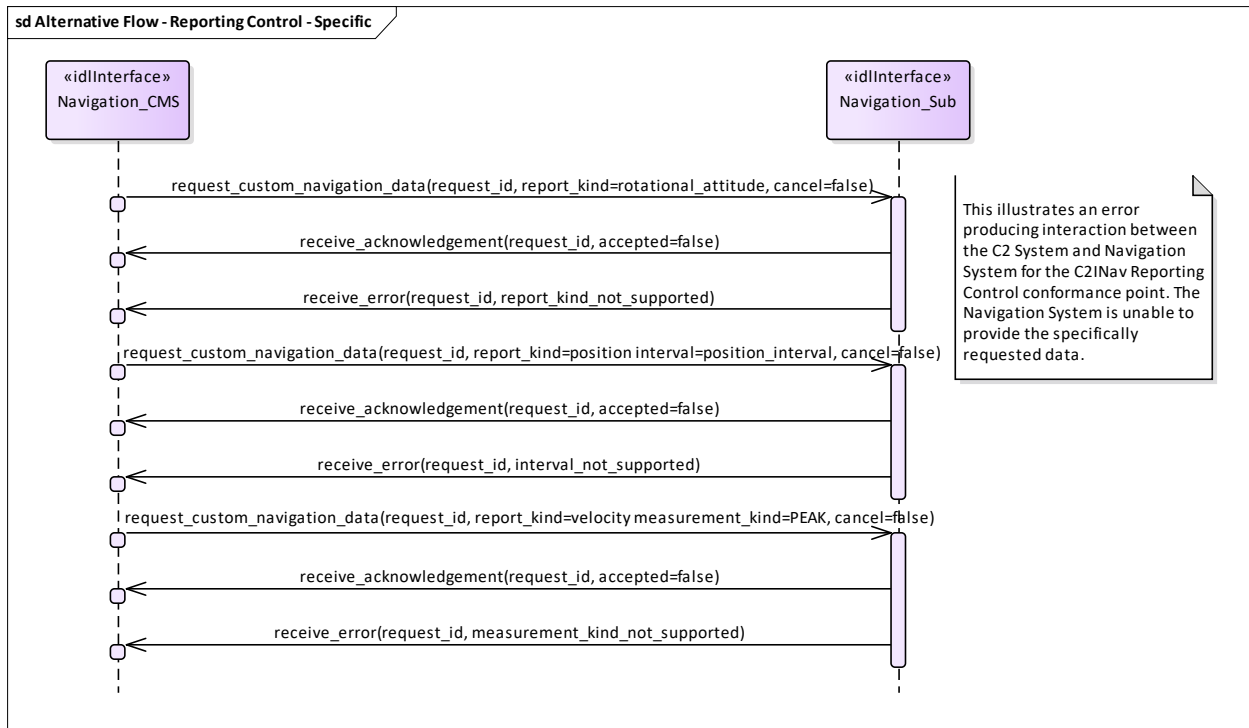 sd Alternative Flow - Reporting Control - Specific
«idlInterface»
Navigation_CMS
«idlInterface»
Navigation_Sub
request_custom_navigation_data(request_id, report_kind=rotational_attitude, cancel=false)
receive_acknowledgement(request_id, accepted=false)
receive_error(request_id, report_kind_not_supported)
request_custom_navigation_data(request_id, report_kind=position interval=position_interval, cancel=false)
receive_acknowledgement(request_id, accepted=false)
receive_error(request_id, interval_not_supported)
request_custom_navigation_data(request_id, report_kind=velocity measurement_kind=PEAK, cancel=false)
receive_acknowledgement(request_id, accepted=false)
receive_error(request_id, measurement_kind_not_supported)
This illustrates an error
producing interaction between
the C2 System and Navigation
System for the C2INav Reporting
Control conformance point. The
Navigation System is unable to
provide the specifically
requested data.